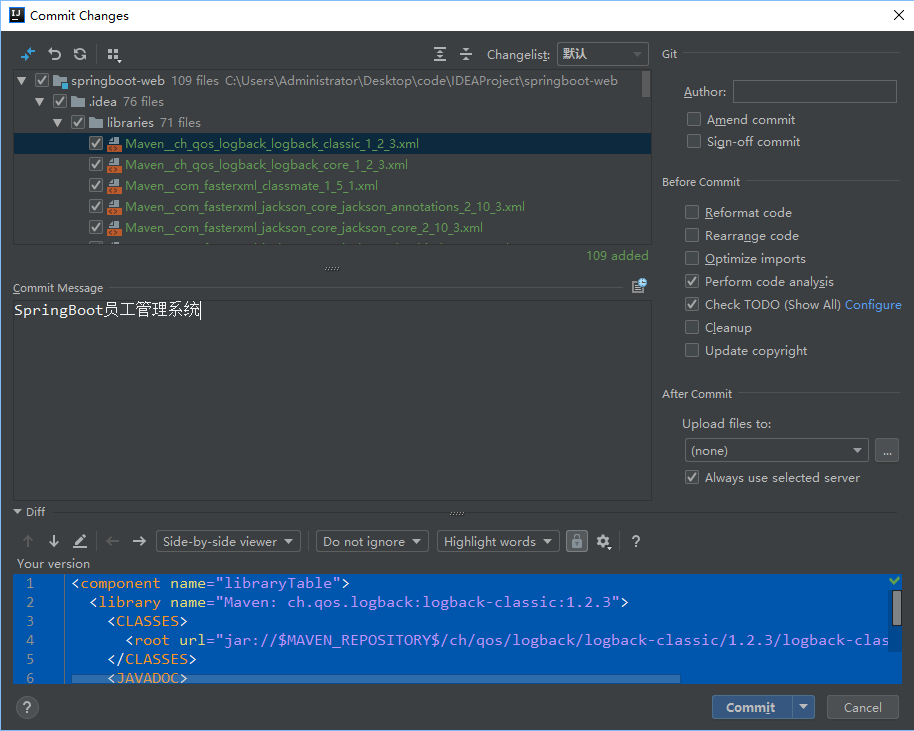 Commit Changes
Changelist: 默认
springboot-web 109 files C:\Users\Administrator\Desktop\code\IDEAProject\springboot-web
.idea 76 files
libraries 71 files
Maven__ch_qos_logback_logback_classic_1_2_3.xml
Maven__ch_qos_logback_logback_core_1_2_3.xml
Maven__com_fasterxml_classmate_1_5_1.xml
Maven__com_fasterxml_jackson_core_jackson_annotations_2_10_3.xml
Maven__com_fasterxml_jackson_core_jackson_core_2_10_3.xml
109 added
Commit Message
SpringBoot员工管理系统
Git
Author:
Amend commit
Sign-off commit
Before Commit
Reformat code
Rearrange code
Optimize imports
Perform code analysis
Check TODO (Show All) Configure
Cleanup
Update copyright
After Commit
Upload files to:
(none)
...
Always use selected server
Diff
Side-by-side viewer Do not ignore Highlight words ?
Your version
1 <component name="libraryTable">
2 <library name="Maven: ch.qos.logback:logback-classic:1.2.3">
3 <CLASSES>
4 <root url="jar://$MAVEN_REPOSITORY$/ch/qos/logback/logback-classic/1.2.3/logback-clas
5 </CLASSES>
6 <JAVADOC>
? Commit Cancel